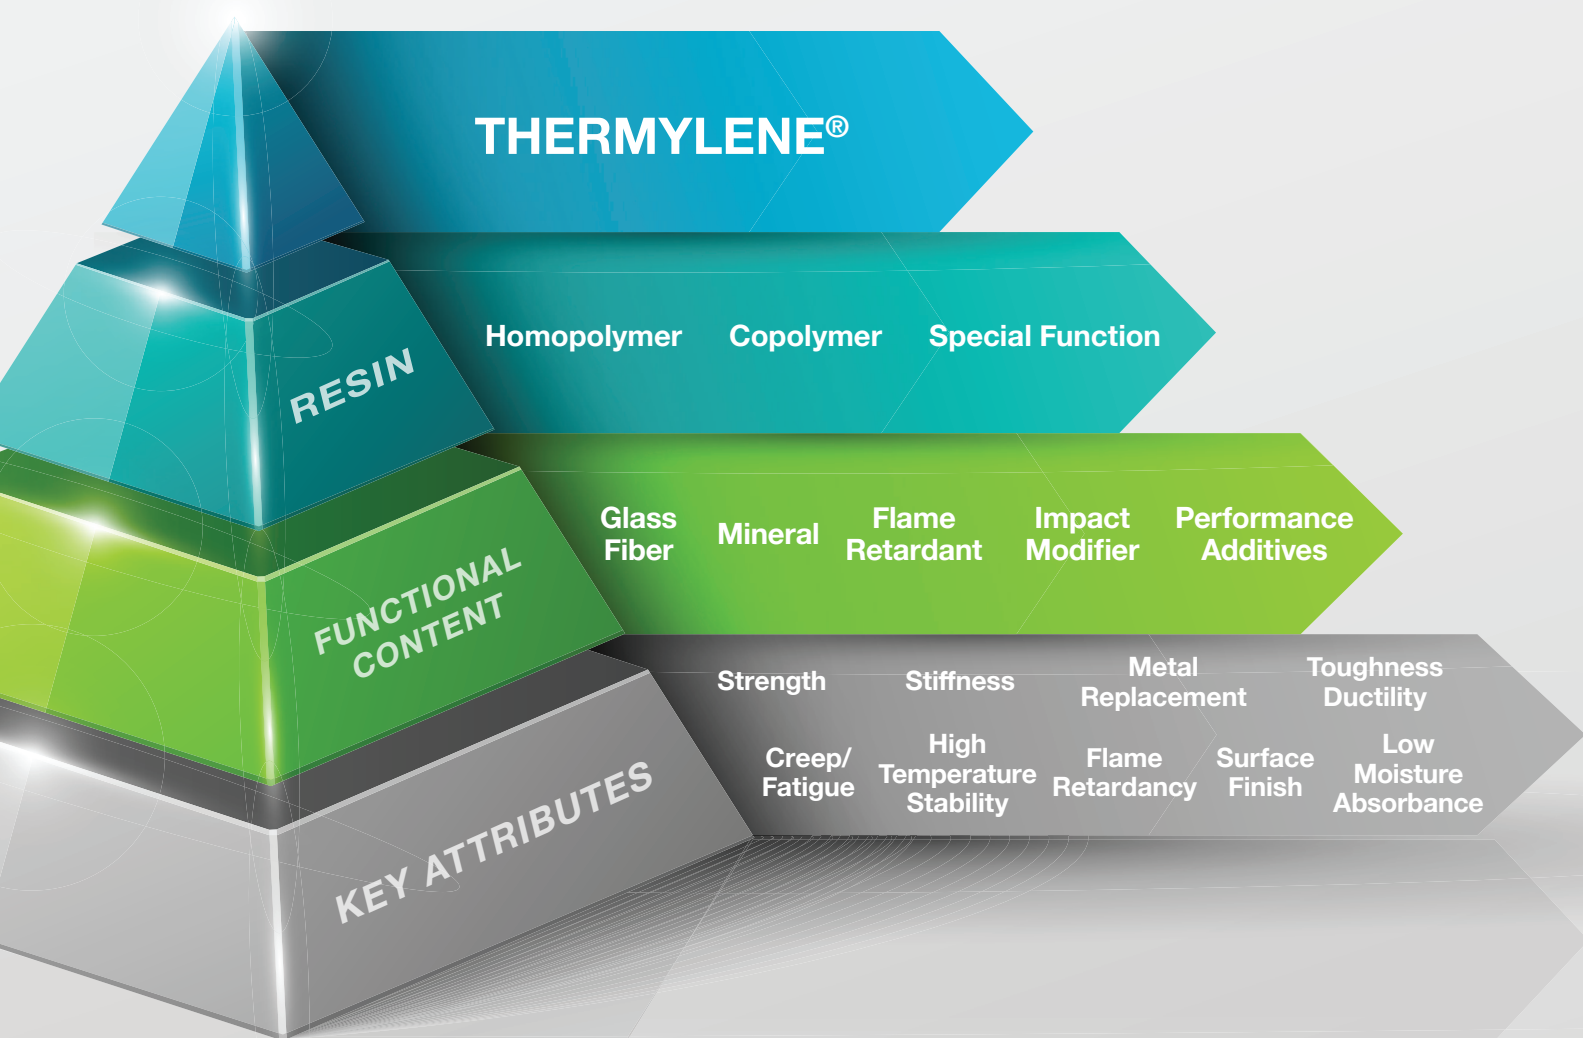 THERMYLENE®
RESIN
Homopolymer Copolymer Special Function
FUNCTIONAL
CONTENT
Glass
Fiber
Mineral
Flame
Retardant
Impact
Modifier
Performance
Additives
KEY ATTRIBUTES
Strength
Stiffness
Metal
Replacement
Toughness
Ductility
Creep/
Fatigue
High
Temperature
Stability
Flame
Retardancy
Surface
Finish
Low
Moisture
Absorbance